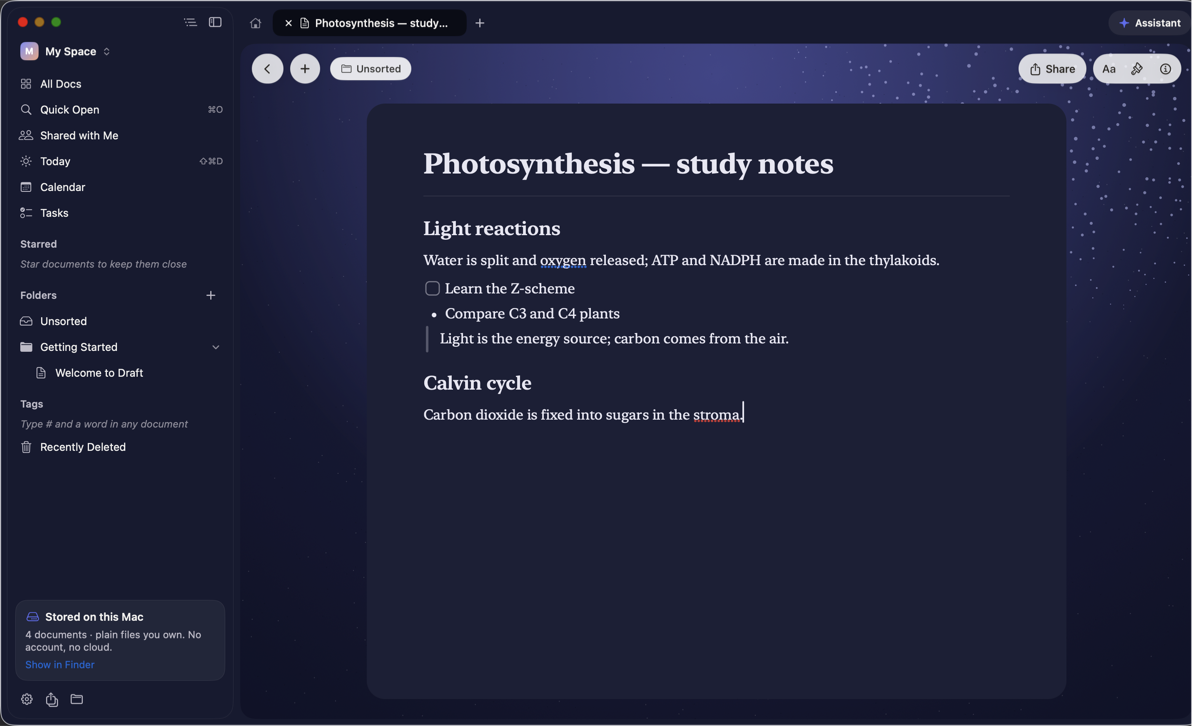 Photosynthesis — study...
Assistant
M My Space
All Docs
Quick Open ⌘O
Shared with Me
Today ⇧⌘D
Calendar
Tasks
Starred
Star documents to keep them close
Folders
Unsorted
Getting Started
Welcome to Draft
Tags
Type # and a word in any document
Recently Deleted
Stored on this Mac
4 documents · plain files you own. No
account, no cloud.
Show in Finder
Unsorted
Share
Aa
Photosynthesis — study notes
Light reactions
Water is split and oxygen released; ATP and NADPH are made in the thylakoids.
Learn the Z-scheme
• Compare C3 and C4 plants
Light is the energy source; carbon comes from the air.
Calvin cycle
Carbon dioxide is fixed into sugars in the stroma.